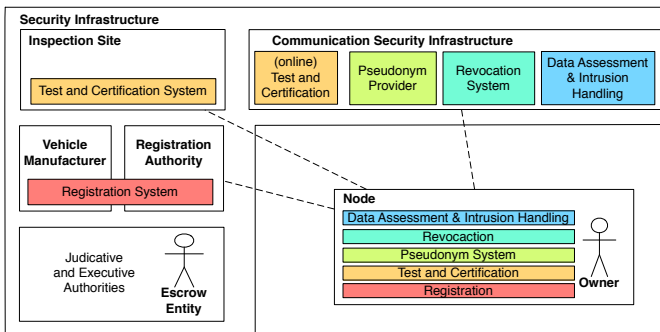 Security Infrastructure
Inspection Site
Test and Certification System
Communication Security Infrastructure
(online)
Test and
Certification
Pseudonym
Provider
Revocation
System
Data Assessment
& Intrusion
Handling
Vehicle
Manufacturer
Registration
Authority
Registration System
Judicative
and Executive
Authorities
Escrow
Entity
Node
Data Assessment & Intrusion Handling
Revocaction
Pseudonym System
Test and Certification
Registration
Owner